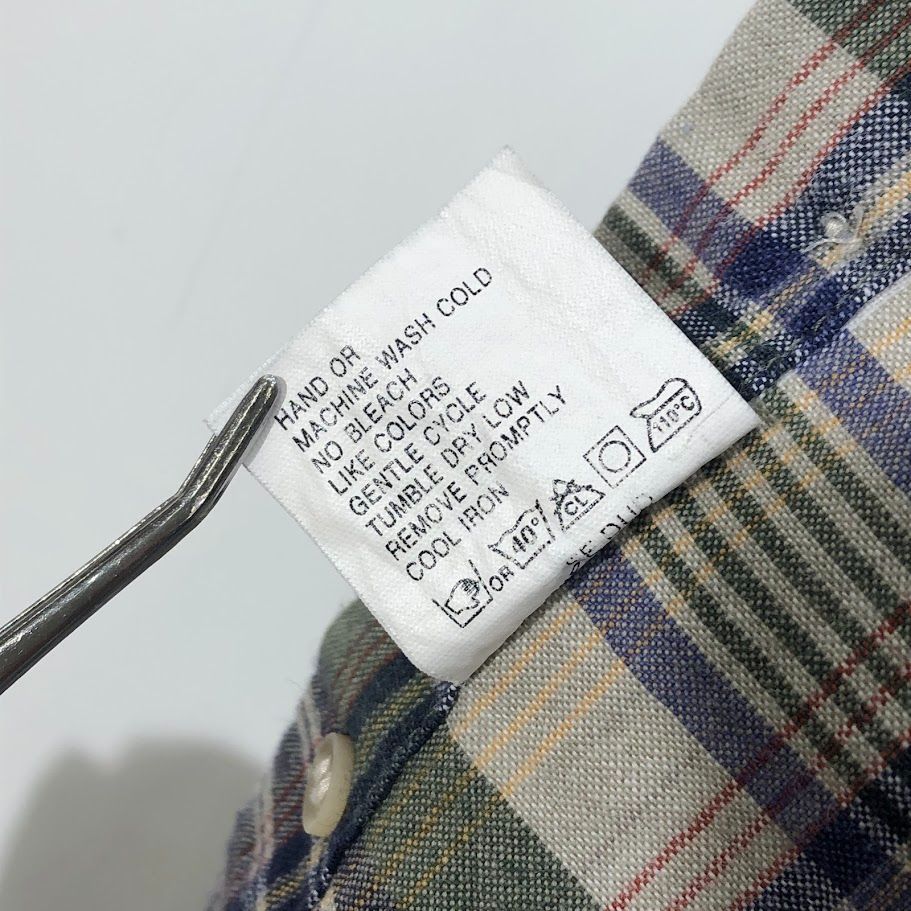 HAND OR
MACHINE WASH COLD
NO BLEACH
LIKE COLORS
GENTLE CYCLE
TUMBLE DRY LOW
REMOVE PROMPTLY
COOL IRON
OR 40° CL 110°C